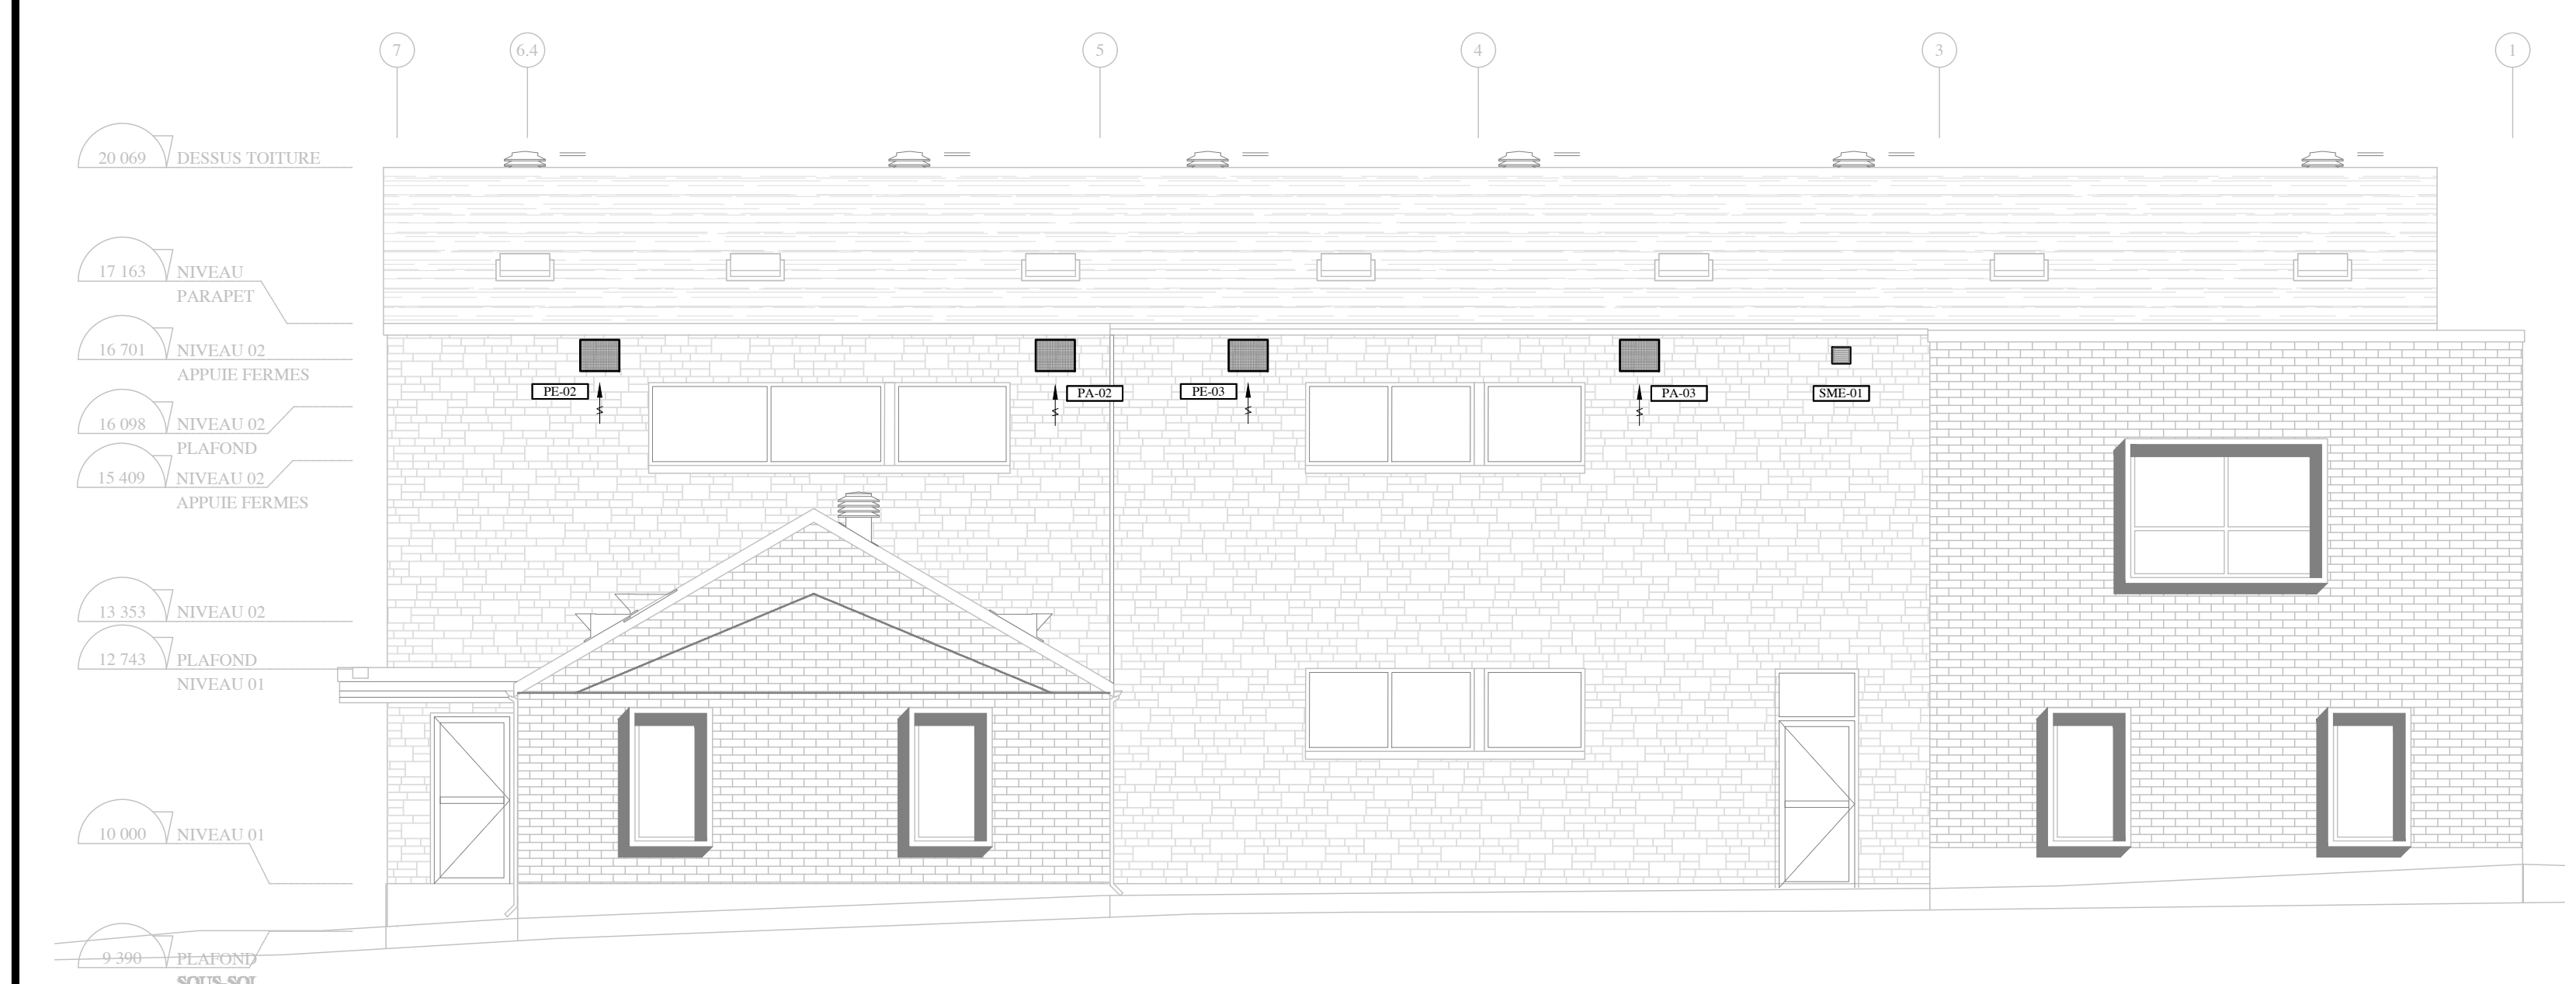 7
6.4
5
4
3
1
20 069 DESSUS TOITURE
17 163 NIVEAU
PARAPET
16 701 NIVEAU 02
APPUIE FERMES
PE-02
PA-02
PE-03
PA-03
SME-01
16 098 NIVEAU 02
PLAFOND
15 409 NIVEAU 02
APPUIE FERMES
13 353 NIVEAU 02
12 743 PLAFOND
NIVEAU 01
10 000 NIVEAU 01
9 390 PLAFOND
SOUS-SOL